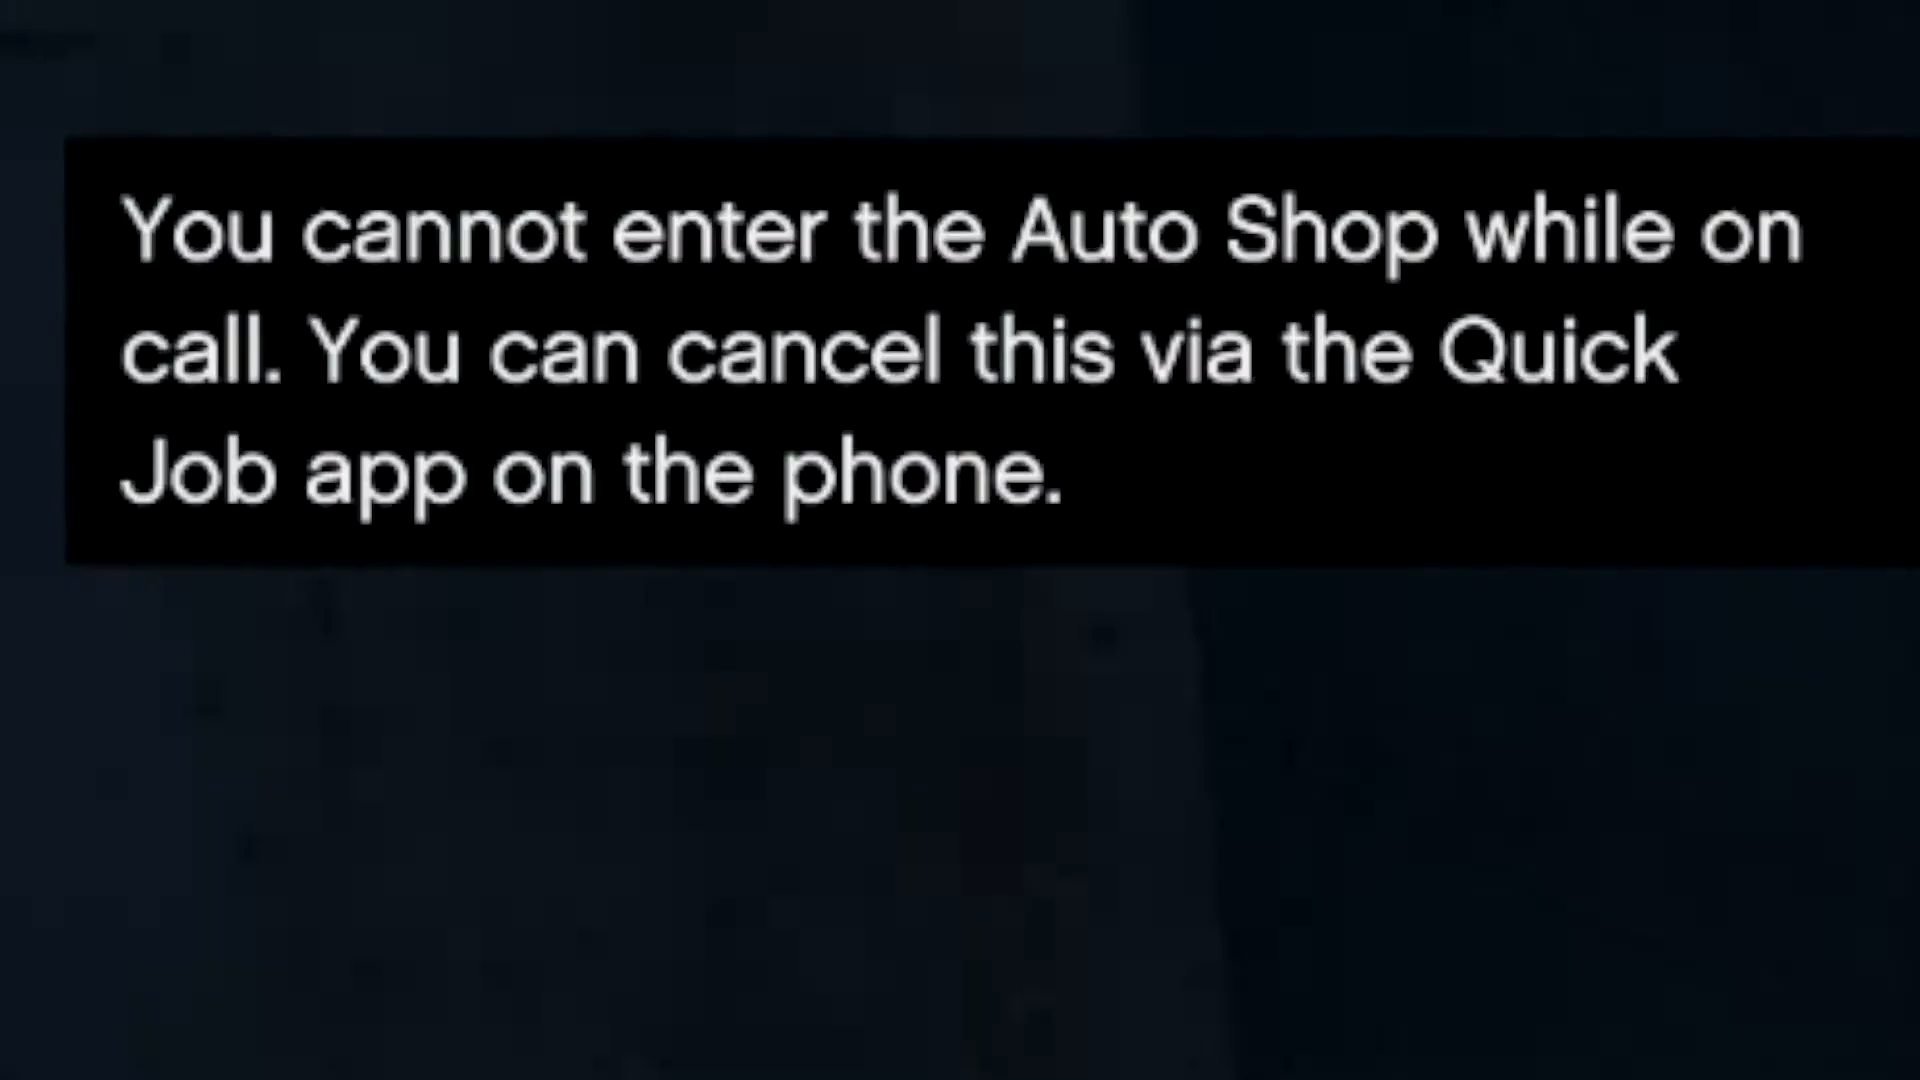 You cannot enter the Auto Shop while on
call. You can cancel this via the Quick
Job app on the phone.